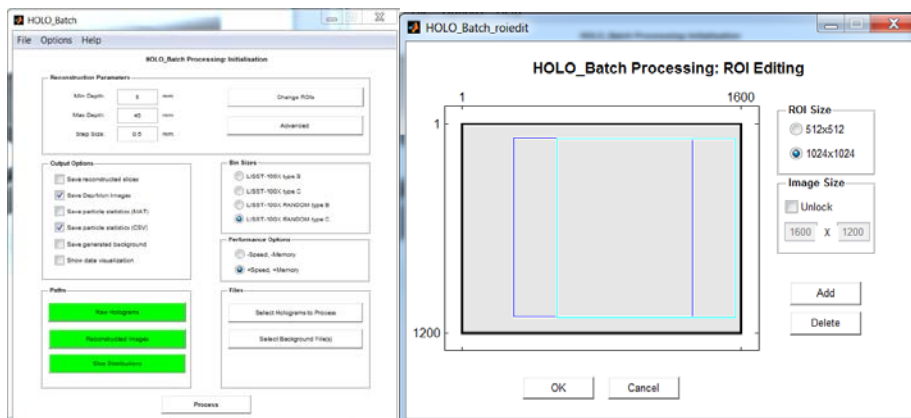 HOLO_Batch
File Options Help
HOLO_Batch Processing: Initialisation
Reconstruction Parameters
Min Depth: mm
Change ROIs
Max Depth: 45 mm
Advanced
Step Size: 0.5 mm
Output Options
Save reconstructed slices
Save Depth/Ion Images
Save particle statistics (MAT)
Save particle statistics (CSV)
Save generated background
Show data visualization
Bin Sizes
LISST-100X type B
LISST-100X type C
LISST-100X RANDOM type B
LISST-100X RANDOM type C
Performance Options
-Speed, -Memory
+Speed, +Memory
Paths
Raw Holograms
Reconstructed Images
Size Distributions
Files
Select Holograms to Process
Select Background File(s)
Process
HOLO_Batch_roiedit
HOLO_Batch Processing: ROI Editing
1 1600
1
1200
ROI Size
512x512
1024x1024
Image Size
Unlock
1600 X 1200
Add
Delete
OK Cancel